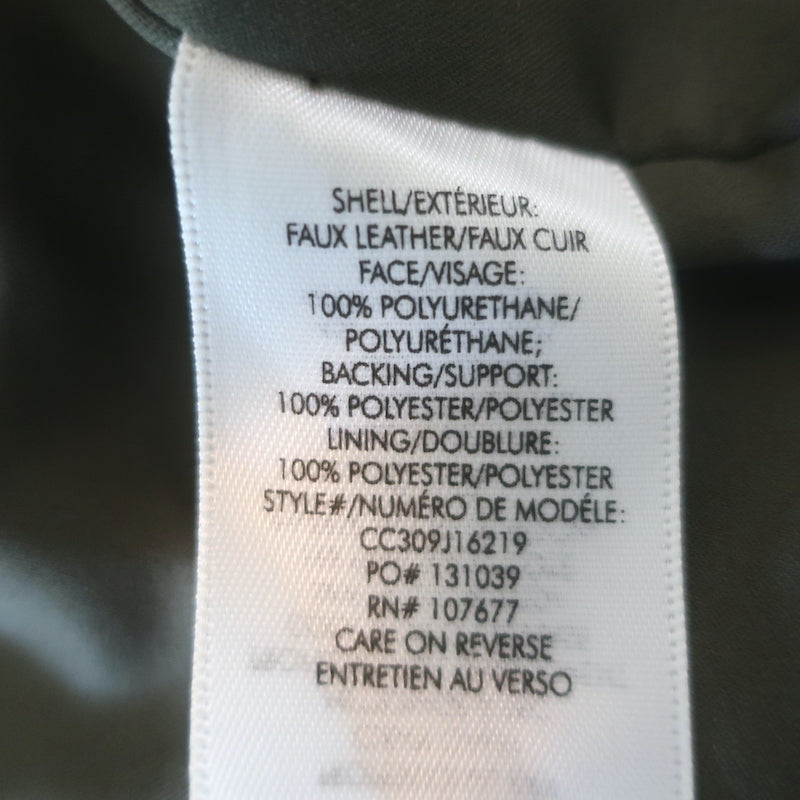 SHELL/EXTÉRIEUR:
FAUX LEATHER/FAUX CUIR
FACE/VISAGE:
100% POLYURETHANE/
POLYURÉTHANE;
BACKING/SUPPORT:
100% POLYESTER/POLYESTER
LINING/DOUBLURE:
100% POLYESTER/POLYESTER
STYLE#/NUMÉRO DE MODÉLE:
CC309J16219
PO# 131039
RN# 107677
CARE ON REVERSE
ENTRETIEN AU VERSO